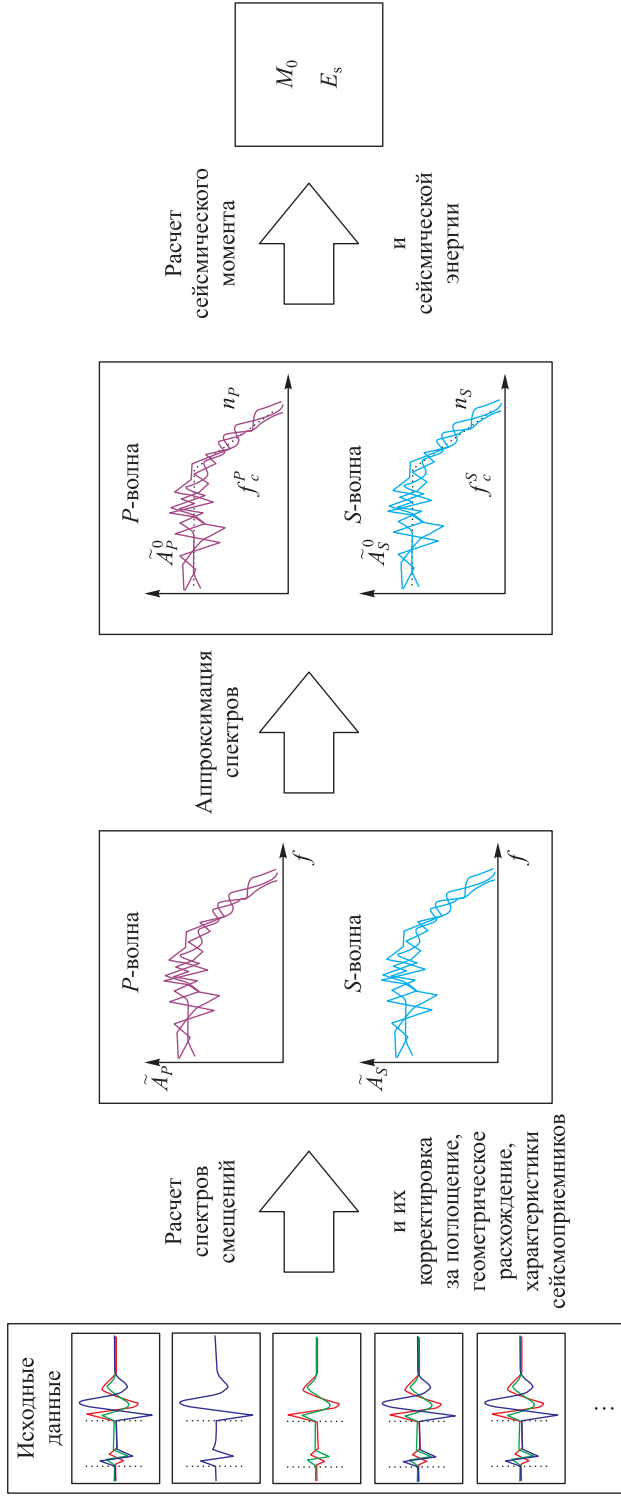 Исходные
данные
…
Расчет
спектров
смещений
и их
корректировка
за поглощение,
геометрическое
расхождение,
характеристики
сейсмоприемников
P-волна
Ã_P
f
S-волна
Ã_S
f
Аппроксимация
спектров
P-волна
Ã_P^0
f_c^P
n_P
S-волна
Ã_S^0
f_c^S
n_S
Расчет
сейсмического
момента
и
сейсмической
энергии
M_0
E_s